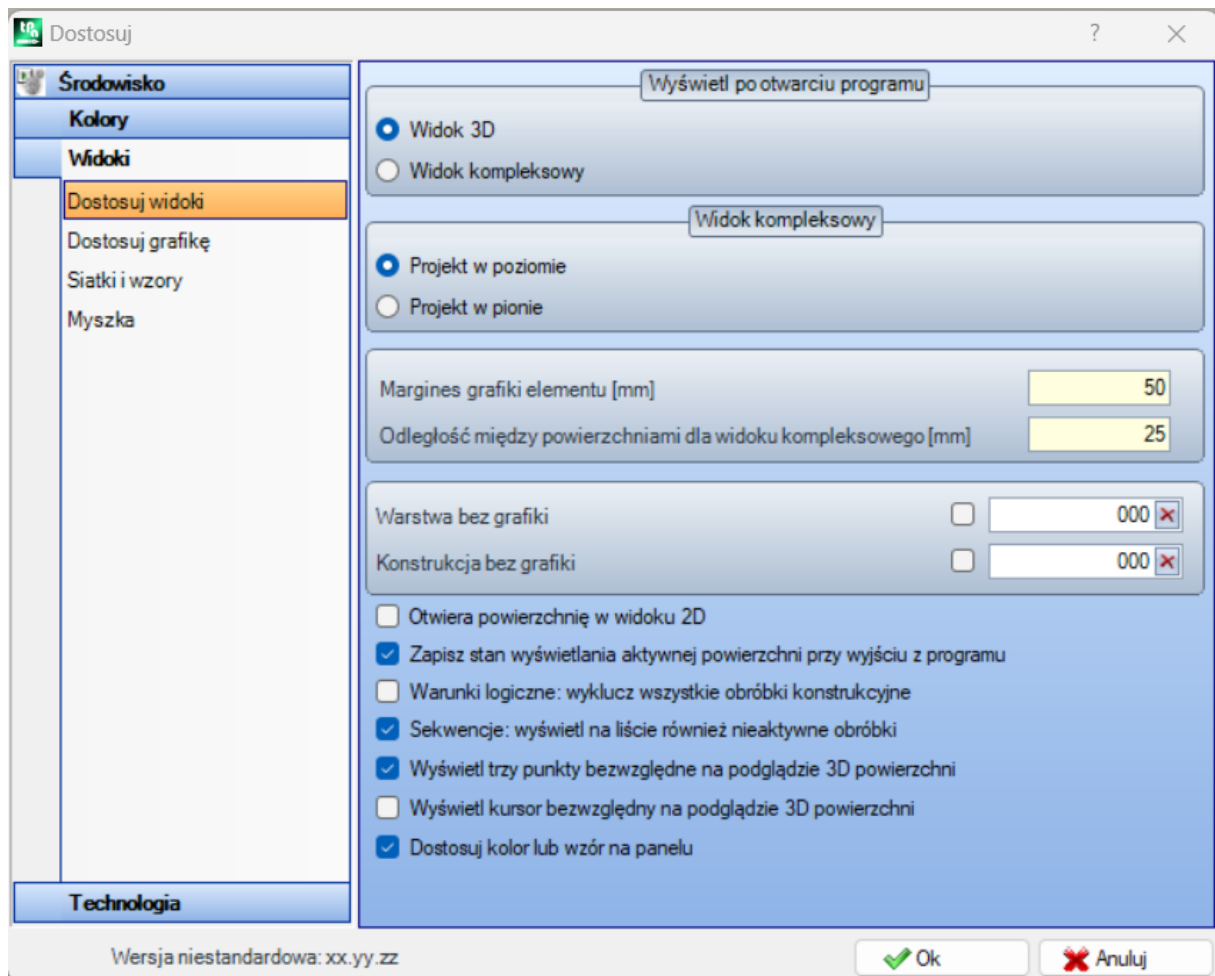 Dostosuj
?
Środowisko
Kolory
Widoki
Dostosuj widoki
Dostosuj grafikę
Siatki i wzory
Myszka
Technologia
Wyświetl po otwarciu programu
Widok 3D
Widok kompleksowy
Widok kompleksowy
Projekt w poziomie
Projekt w pionie
Margines grafiki elementu [mm] 50
Odległość między powierzchniami dla widoku kompleksowego [mm] 25
Warstwa bez grafiki 000
Konstrukcja bez grafiki 000
Otwiera powierzchnię w widoku 2D
Zapisz stan wyświetlania aktywnej powierzchni przy wyjściu z programu
Warunki logiczne: wyklucz wszystkie obróbki konstrukcyjne
Sekwencje: wyświetl na liście również nieaktywne obróbki
Wyświetl trzy punkty bezwzględne na podglądzie 3D powierzchni
Wyświetl kursor bezwzględny na podglądzie 3D powierzchni
Dostosuj kolor lub wzór na panelu
Wersja niestandardowa: xx.yy.zz
Ok
Anuluj